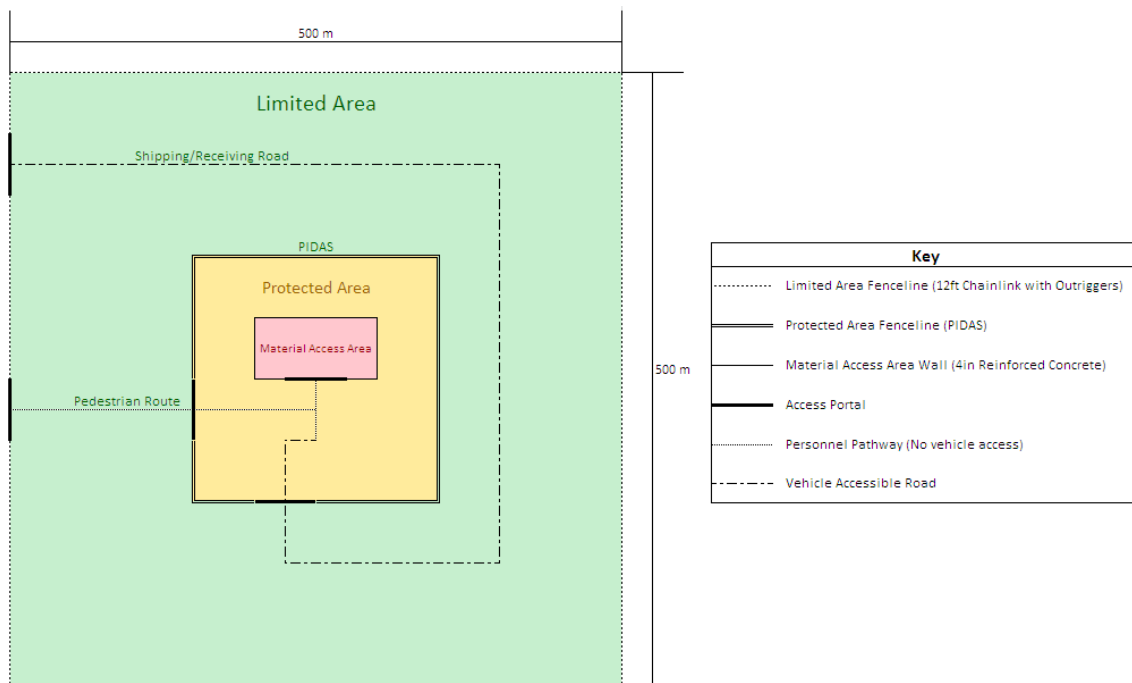 500 m
Limited Area
Shipping/Receiving Road
PIDAS
Protected Area
Material Access Area
Pedestrian Route
500 m
Key
Limited Area Fenceline (12ft Chainlink with Outriggers)
Protected Area Fenceline (PIDAS)
Material Access Area Wall (4in Reinforced Concrete)
Access Portal
Personnel Pathway (No vehicle access)
Vehicle Accessible Road